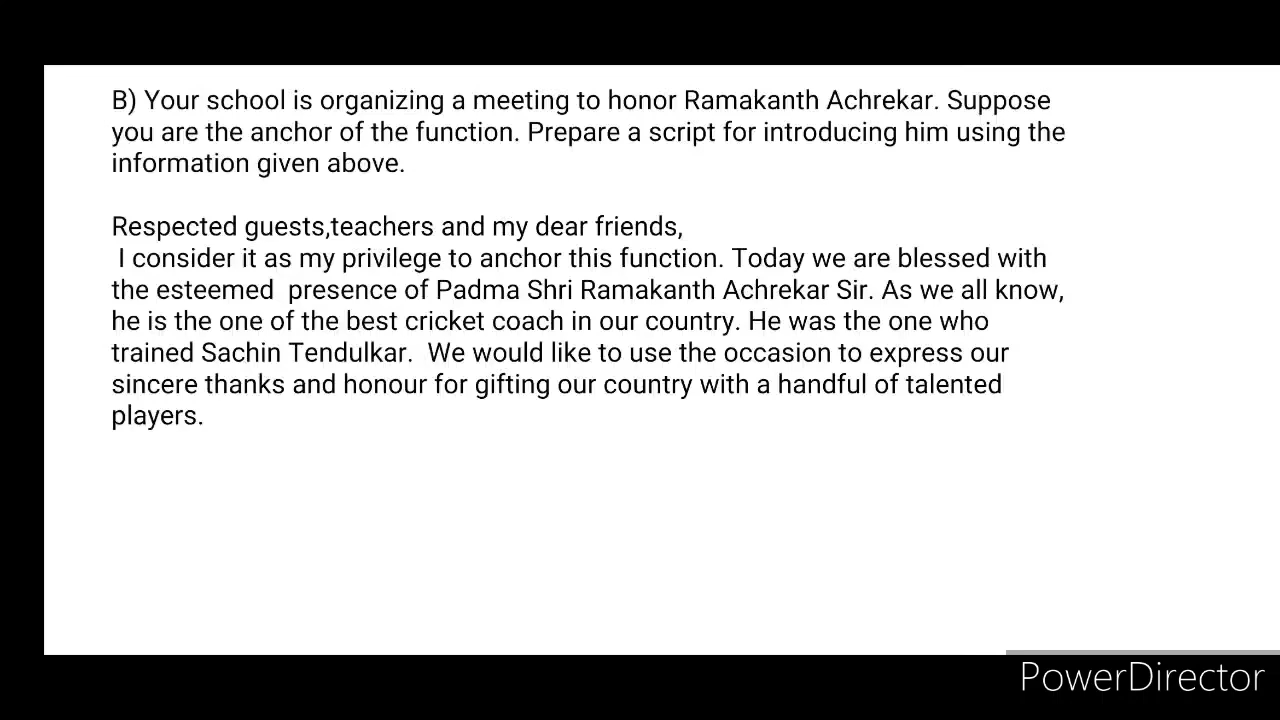 B) Your school is organizing a meeting to honor Ramakanth Achrekar. Suppose
you are the anchor of the function. Prepare a script for introducing him using the
information given above.
Respected guests,teachers and my dear friends,
I consider it as my privilege to anchor this function. Today we are blessed with
the esteemed  presence of Padma Shri Ramakanth Achrekar Sir. As we all know,
he is the one of the best cricket coach in our country. He was the one who
trained Sachin Tendulkar.  We would like to use the occasion to express our
sincere thanks and honour for gifting our country with a handful of talented
players.
PowerDirector